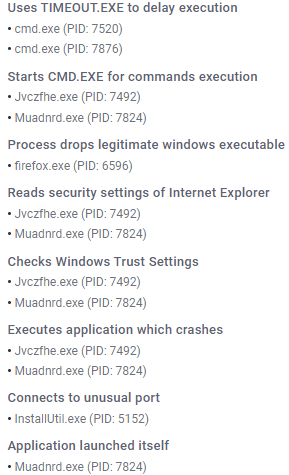 Uses TIMEOUT.EXE to delay execution
• cmd.exe (PID: 7520)
• cmd.exe (PID: 7876)
Starts CMD.EXE for commands execution
• Jvczfhe.exe (PID: 7492)
• Muadnrd.exe (PID: 7824)
Process drops legitimate windows executable
• firefox.exe (PID: 6596)
Reads security settings of Internet Explorer
• Jvczfhe.exe (PID: 7492)
• Muadnrd.exe (PID: 7824)
Checks Windows Trust Settings
• Jvczfhe.exe (PID: 7492)
• Muadnrd.exe (PID: 7824)
Executes application which crashes
• Jvczfhe.exe (PID: 7492)
• Muadnrd.exe (PID: 7824)
Connects to unusual port
• InstallUtil.exe (PID: 5152)
Application launched itself
• Muadnrd.exe (PID: 7824)